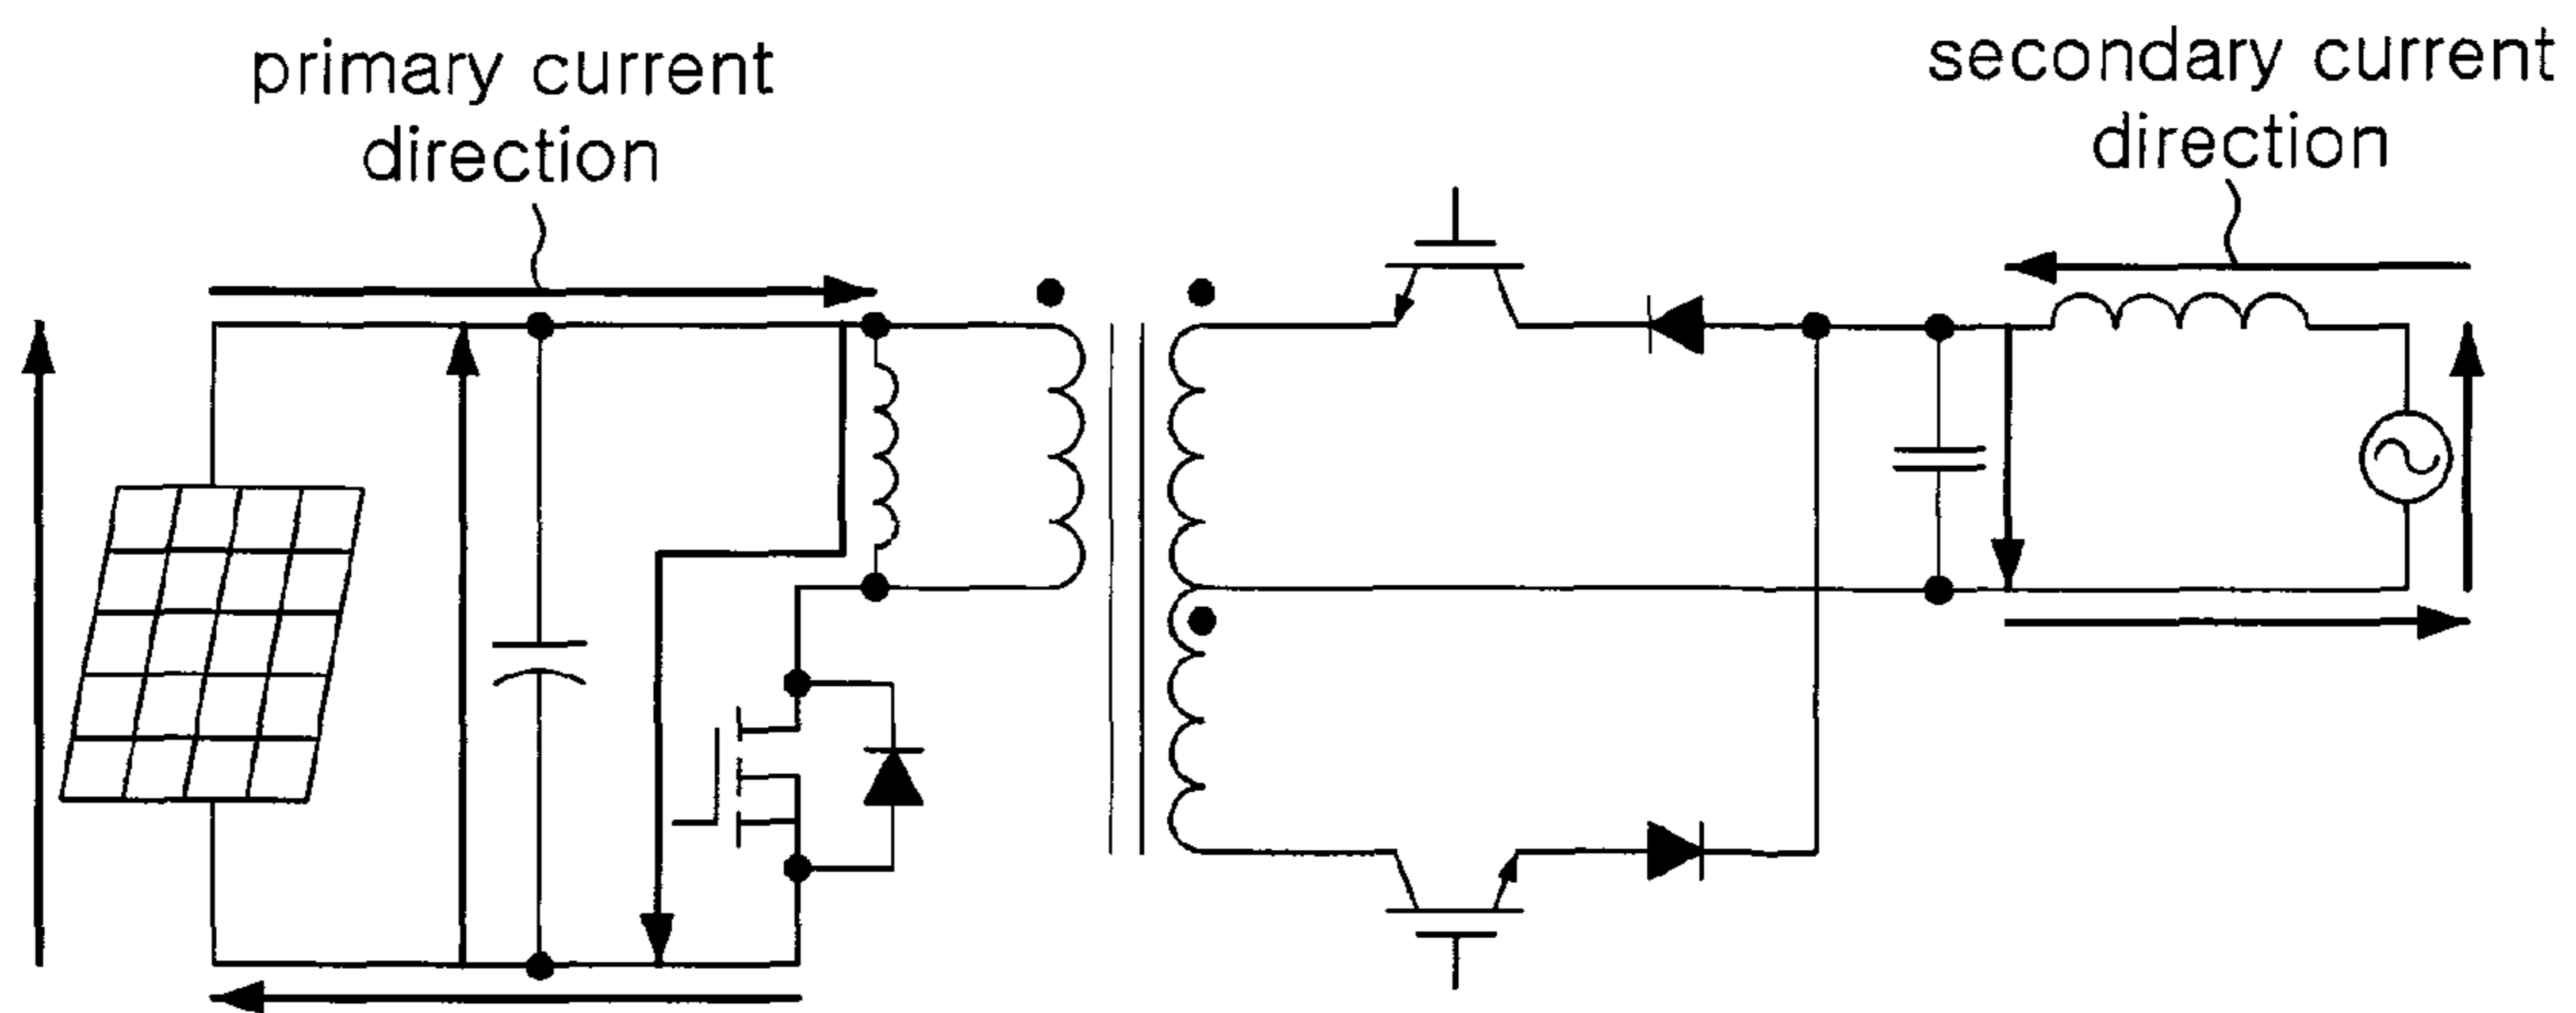 primary current
direction
secondary current
direction